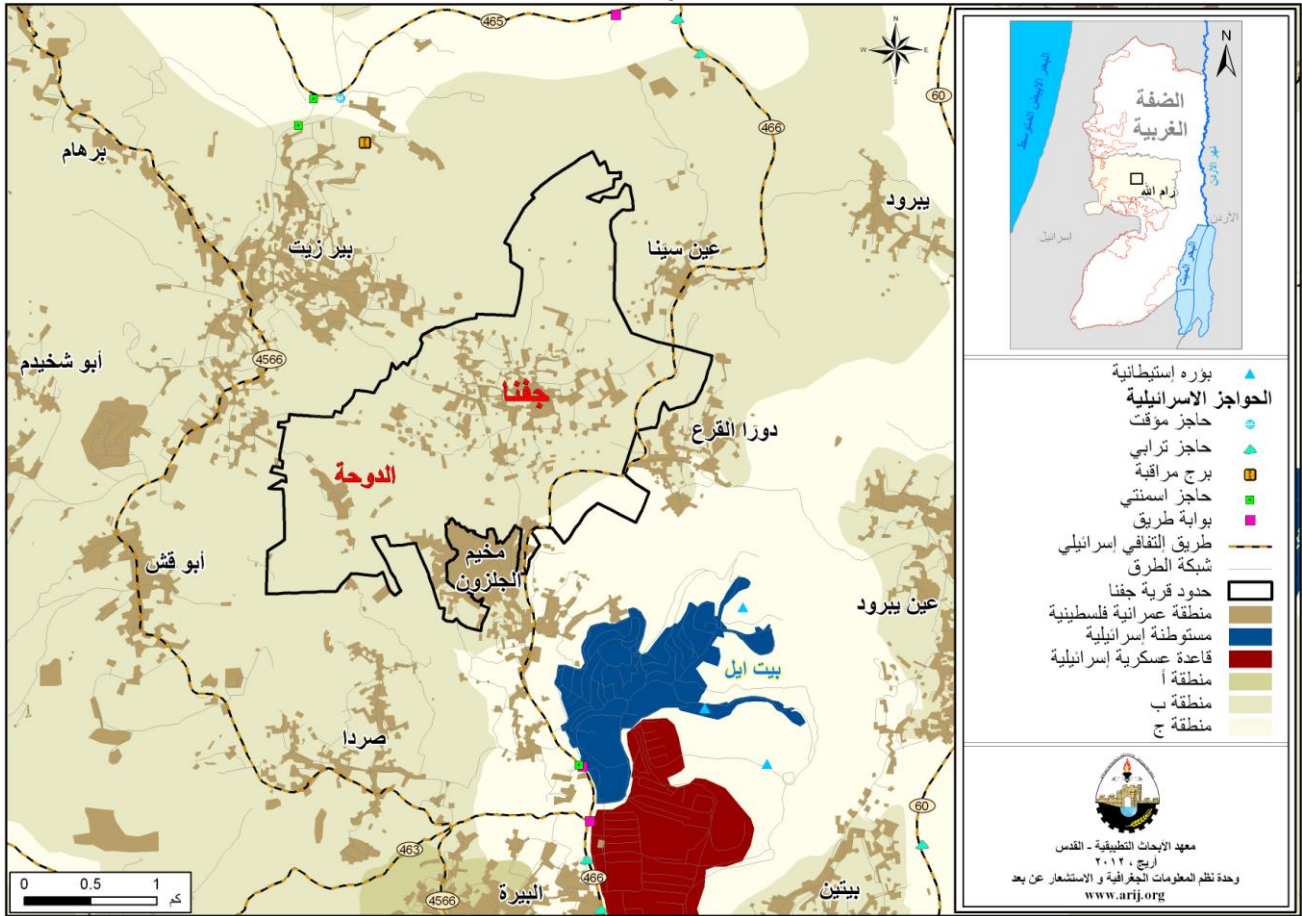 465
N
W
E
S
60
466
برهام
يبرود
بير زيت
عين سينا
4566
أبو شخيدم
جفنا
دورا القرع
الدوحة
مخيم
الجلزون
أبو قش
عين يبرود
بيت ايل
صردا
60
463
البيرة
466
4566
بيتين
0
0.5
1
كم
N
البحر الابيض المتوسط
الضفة
الغربية
نهر الاردن
رام الله
الأردن
إسرائيل
البحر الميت
بؤره إستيطانية
الحواجز الاسرائيلية
حاجز مؤقت
حاجز ترابي
برج مراقبة
حاجز اسمنتي
بوابة طريق
طريق إلتفافي إسرائيلي
شبكة الطرق
حدود قرية جفنا
منطقة عمرانية فلسطينية
مستوطنة إسرائيلية
قاعدة عسكرية إسرائيلية
منطقة أ
منطقة ب
منطقة ج
معهد الأبحاث التطبيقية - القدس
أريج ، ٢٠١٢
وحدة نظم المعلومات الجغرافية و الاستشعار عن بعد
www.arij.org